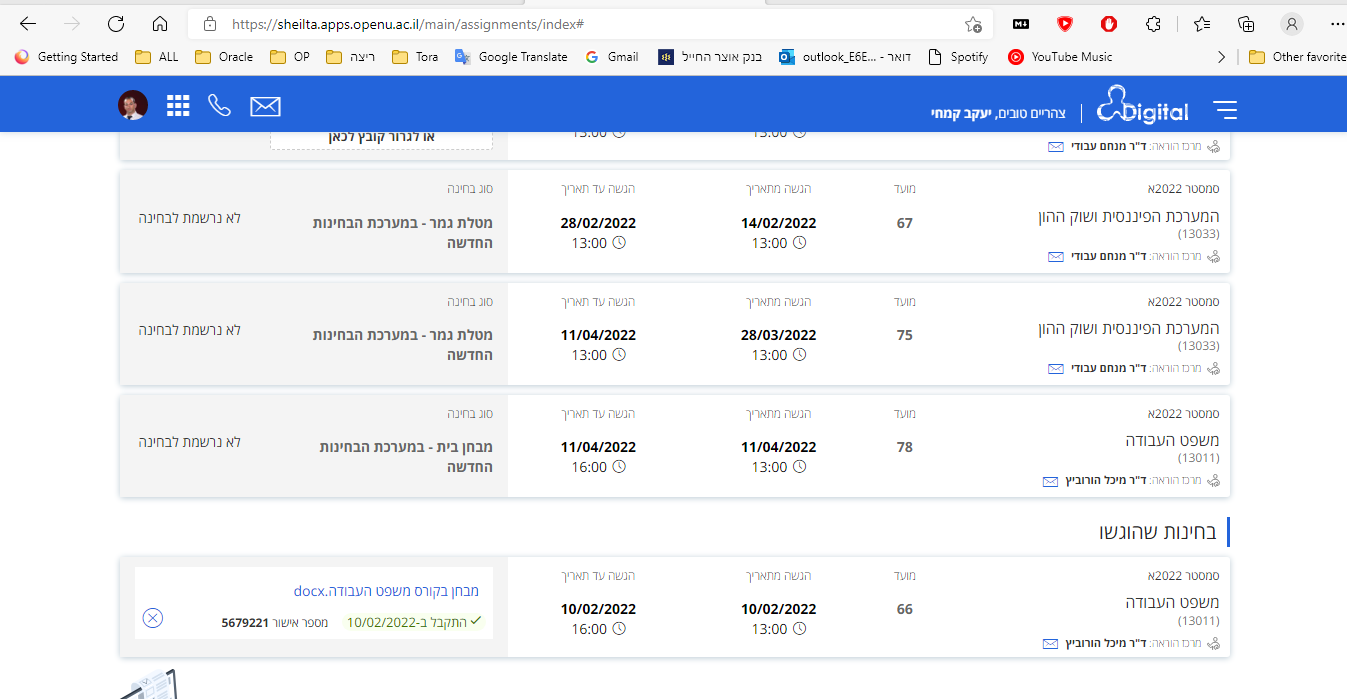 https://sheilta.apps.openu.ac.il/main/assignments/index#
Getting Started ALL Oracle OP ריצה Tora Google Translate Gmail בנק אוצר החייל דואר - ...outlook_E6E Spotify YouTube Music Other favorite
Digital צהריים טובים, יעקב קמחי
13:00 13:00 או לגרור קובץ לכאן
מרכז הוראה: ד"ר מנחם עבודי
סמסטר 2022א מועד הגשה מתאריך הגשה עד תאריך סוג בחינה
המערכת הפיננסית ושוק ההון 67 14/02/2022 28/02/2022 מטלת גמר - במערכת הבחינות לא נרשמת לבחינה
(13033) 13:00 13:00 החדשה
מרכז הוראה: ד"ר מנחם עבודי
סמסטר 2022א מועד הגשה מתאריך הגשה עד תאריך סוג בחינה
המערכת הפיננסית ושוק ההון 75 28/03/2022 11/04/2022 מטלת גמר - במערכת הבחינות לא נרשמת לבחינה
(13033) 13:00 13:00 החדשה
מרכז הוראה: ד"ר מנחם עבודי
סמסטר 2022א מועד הגשה מתאריך הגשה עד תאריך סוג בחינה
משפט העבודה 78 11/04/2022 11/04/2022 מבחן בית - במערכת הבחינות לא נרשמת לבחינה
(13011) 13:00 16:00 החדשה
מרכז הוראה: ד"ר מיכל הורוביץ
בחינות שהוגשו
סמסטר 2022א מועד הגשה מתאריך הגשה עד תאריך
משפט העבודה 66 10/02/2022 10/02/2022 מבחן בקורס משפט העבודה.docx
(13011) 13:00 16:00 התקבל ב-10/02/2022 מספר אישור 5679221
מרכז הוראה: ד"ר מיכל הורוביץ